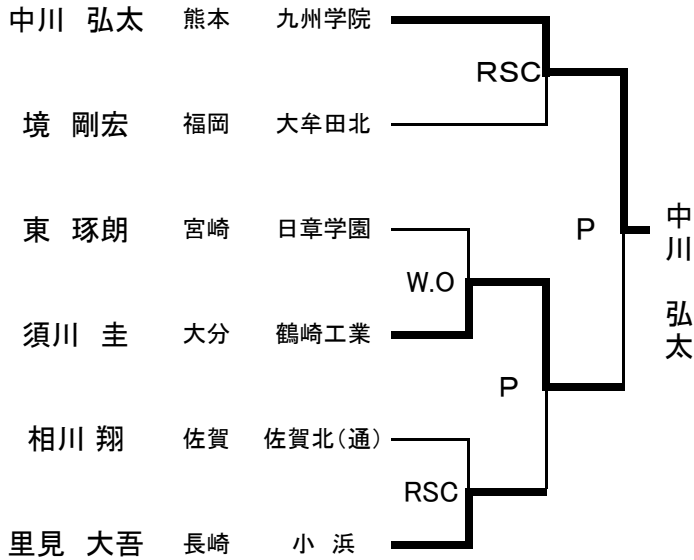 中川 弘太 熊本 九州学院
RSC
境 剛宏 福岡 大牟田北
東 琢朗 宮崎 日章学園
P
中川 弘太
W.O
須川 圭 大分 鶴崎工業
P
相川 翔 佐賀 佐賀北(通)
RSC
里見 大吾 長崎 小 浜